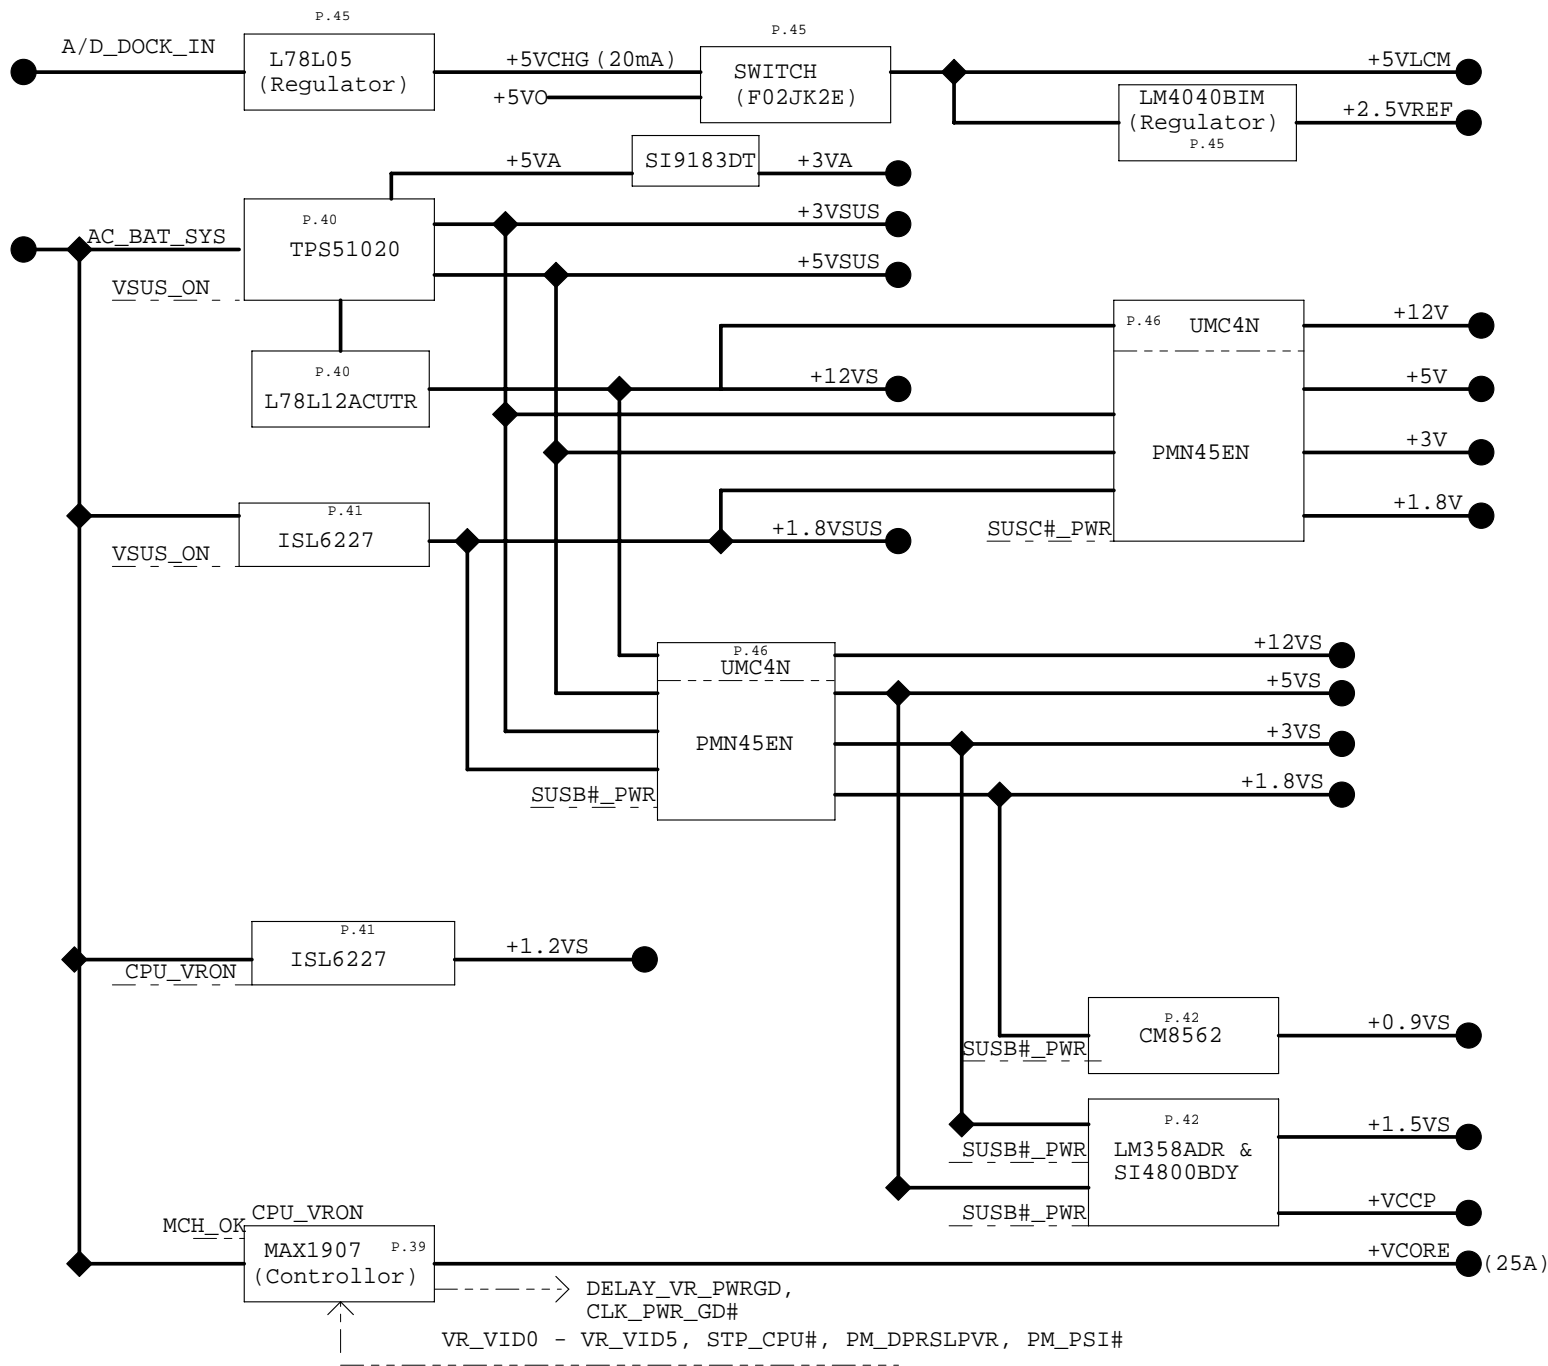 P.45
A/D_DOCK_IN
L78L05
(Regulator)
+5VCHG (20mA)
+5VO
P.45
SWITCH
(F02JK2E)
+5VLCM
LM4040BIM
(Regulator)
P.45
+2.5VREF
+5VA
SI9183DT
+3VA
AC_BAT_SYS
VSUS_ON
P.40
TPS51020
+3VSUS
+5VSUS
P.40
L78L12ACUTR
+12VS
P.46 UMC4N
PMN45EN
SUSC#_PWR
+12V
+5V
+3V
+1.8V
P.41
ISL6227
VSUS_ON
+1.8VSUS
P.46
UMC4N
PMN45EN
SUSB#_PWR
+12VS
+5VS
+3VS
+1.8VS
P.41
ISL6227
CPU_VRON
+1.2VS
P.42
CM8562
SUSB#_PWR
+0.9VS
P.42
LM358ADR &
SI4800BDY
SUSB#_PWR
SUSB#_PWR
+1.5VS
+VCCP
MCH_OK
CPU_VRON
MAX1907 P.39
(Controllor)
+VCORE
(25A)
DELAY_VR_PWRGD,
CLK_PWR_GD#
VR_VID0 - VR_VID5, STP_CPU#, PM_DPRSLPVR, PM_PSI#